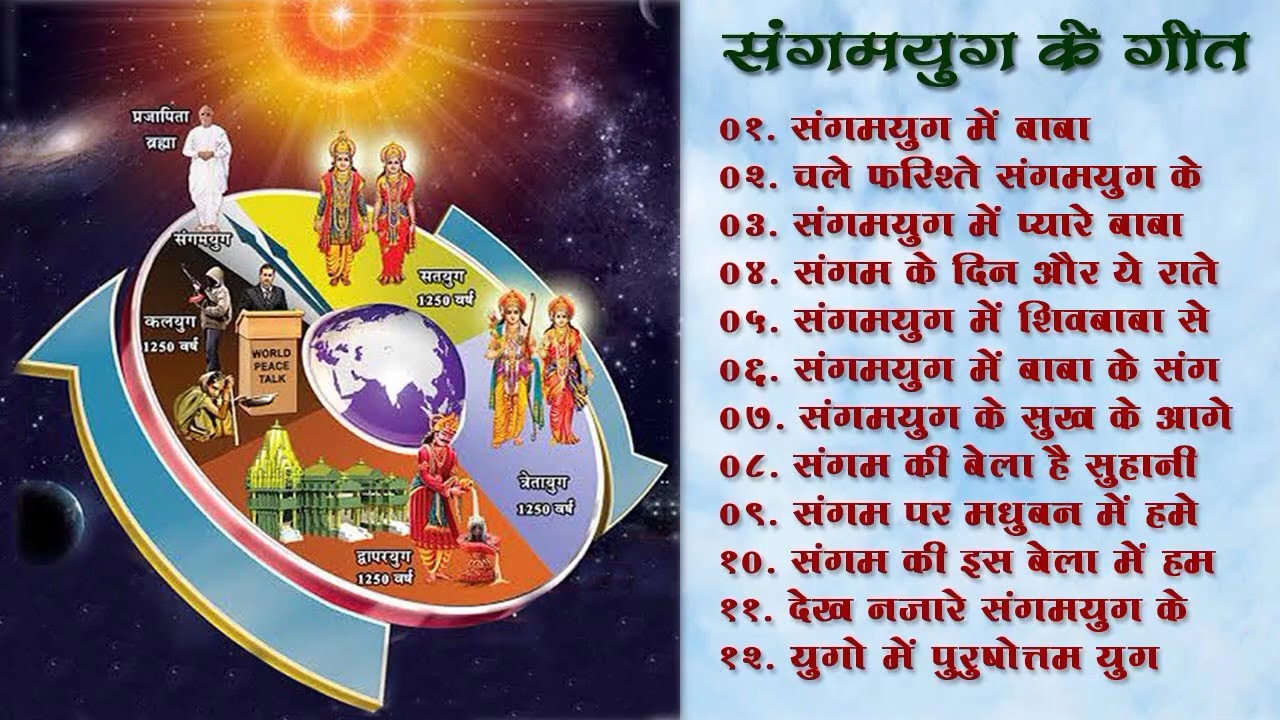 संगमयुग के गीत
०१. संगमयुग में बाबा
०२. चले फरिश्ते संगमयुग के
०३. संगमयुग में प्यारे बाबा
०४. संगम के दिन और ये राते
०५. संगमयुग में शिवबाबा से
०६. संगमयुग में बाबा के संग
०७. संगमयुग के सुख के आगे
०८. संगम की बेला है सुहानी
०९. संगम पर मधुबन में हमे
१०. संगम की इस बेला में हम
११. देख नजारे संगमयुग के
१२. युगो में पुरुषोत्तम युग
प्रजापिता
ब्रह्मा
संगमयुग
सतयुग
1250 वर्ष
कलयुग
1250 वर्ष
WORLD
PEACE
TALK
त्रेतायुग
1250 वर्ष
द्वापरयुग
1250 वर्ष